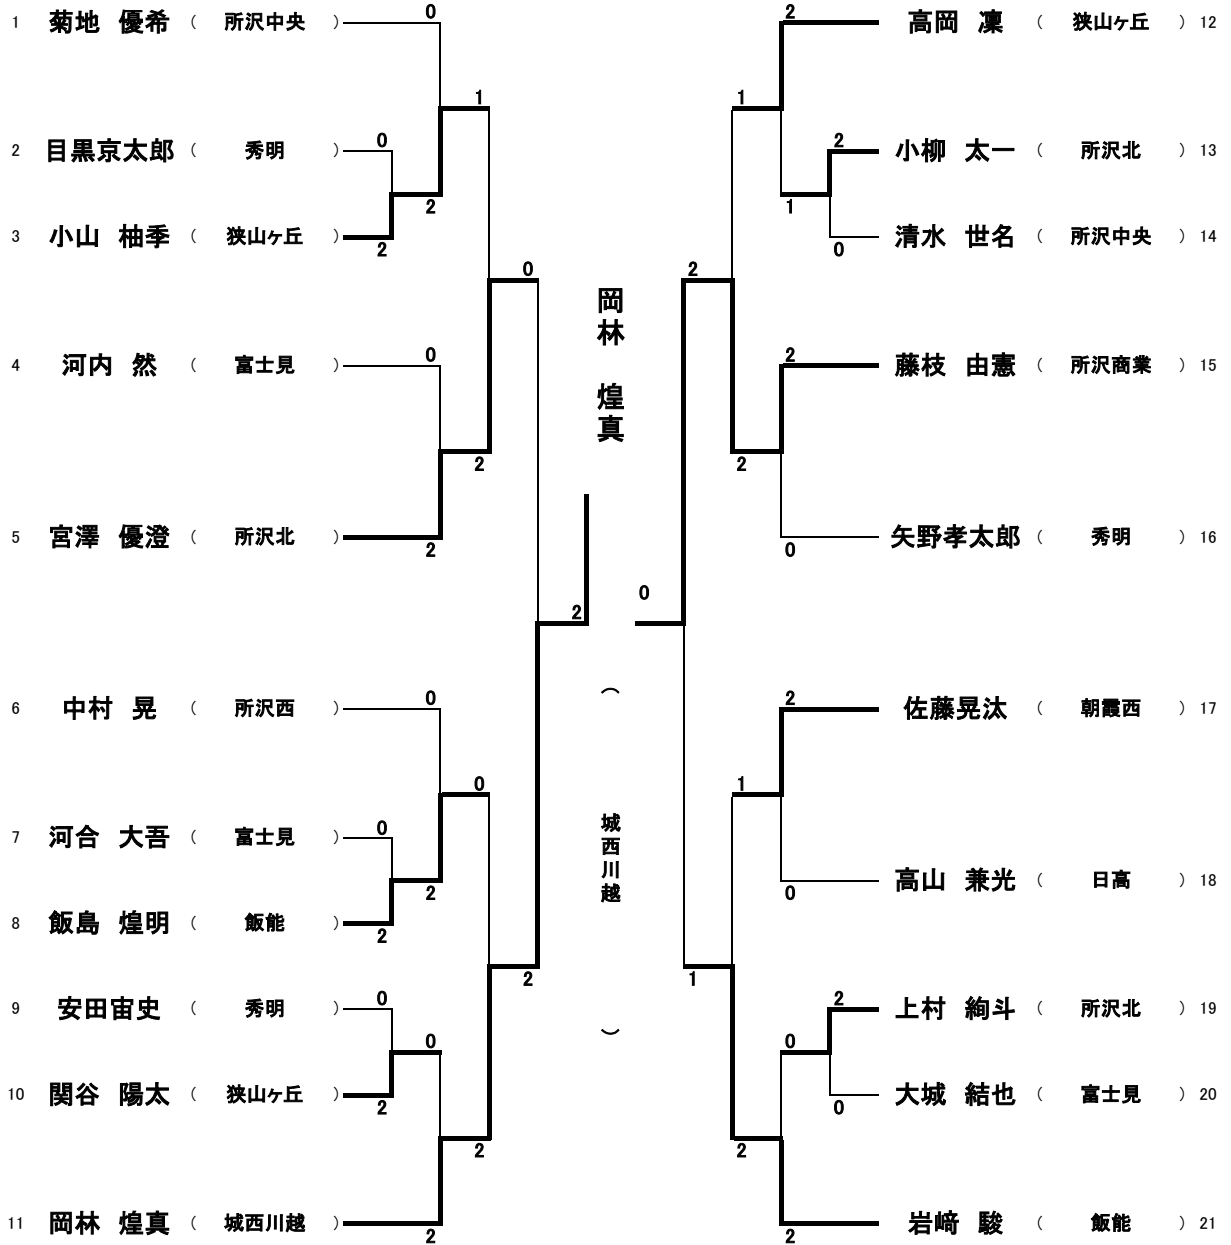 1 菊地 優希 ( 所沢中央 ) 0
1
2 目黒京太郎 ( 秀明 ) 0
2
3 小山 柚季 ( 狭山ヶ丘 ) 2
0
4 河内 然 ( 富士見 ) 0
2
5 宮澤 優澄 ( 所沢北 ) 2
2
6 中村 晃 ( 所沢西 ) 0
0
7 河合 大吾 ( 富士見 ) 0
2
8 飯島 煌明 ( 飯能 ) 2
2
9 安田宙史 ( 秀明 ) 0
0
10 関谷 陽太 ( 狭山ヶ丘 ) 2
2
11 岡林 煌真 ( 城西川越 ) 2
岡林 煌真
( 城西川越 )
2 高岡 凜 ( 狭山ヶ丘 ) 12
1
2 小柳 太一 ( 所沢北 ) 13
1
0 清水 世名 ( 所沢中央 ) 14
2
2 藤枝 由憲 ( 所沢商業 ) 15
2
0 矢野孝太郎 ( 秀明 ) 16
0
2 佐藤晃汰 ( 朝霞西 ) 17
1
0 高山 兼光 ( 日高 ) 18
1
2 上村 絢斗 ( 所沢北 ) 19
0
0 大城 結也 ( 富士見 ) 20
2
2 岩﨑 駿 ( 飯能 ) 21